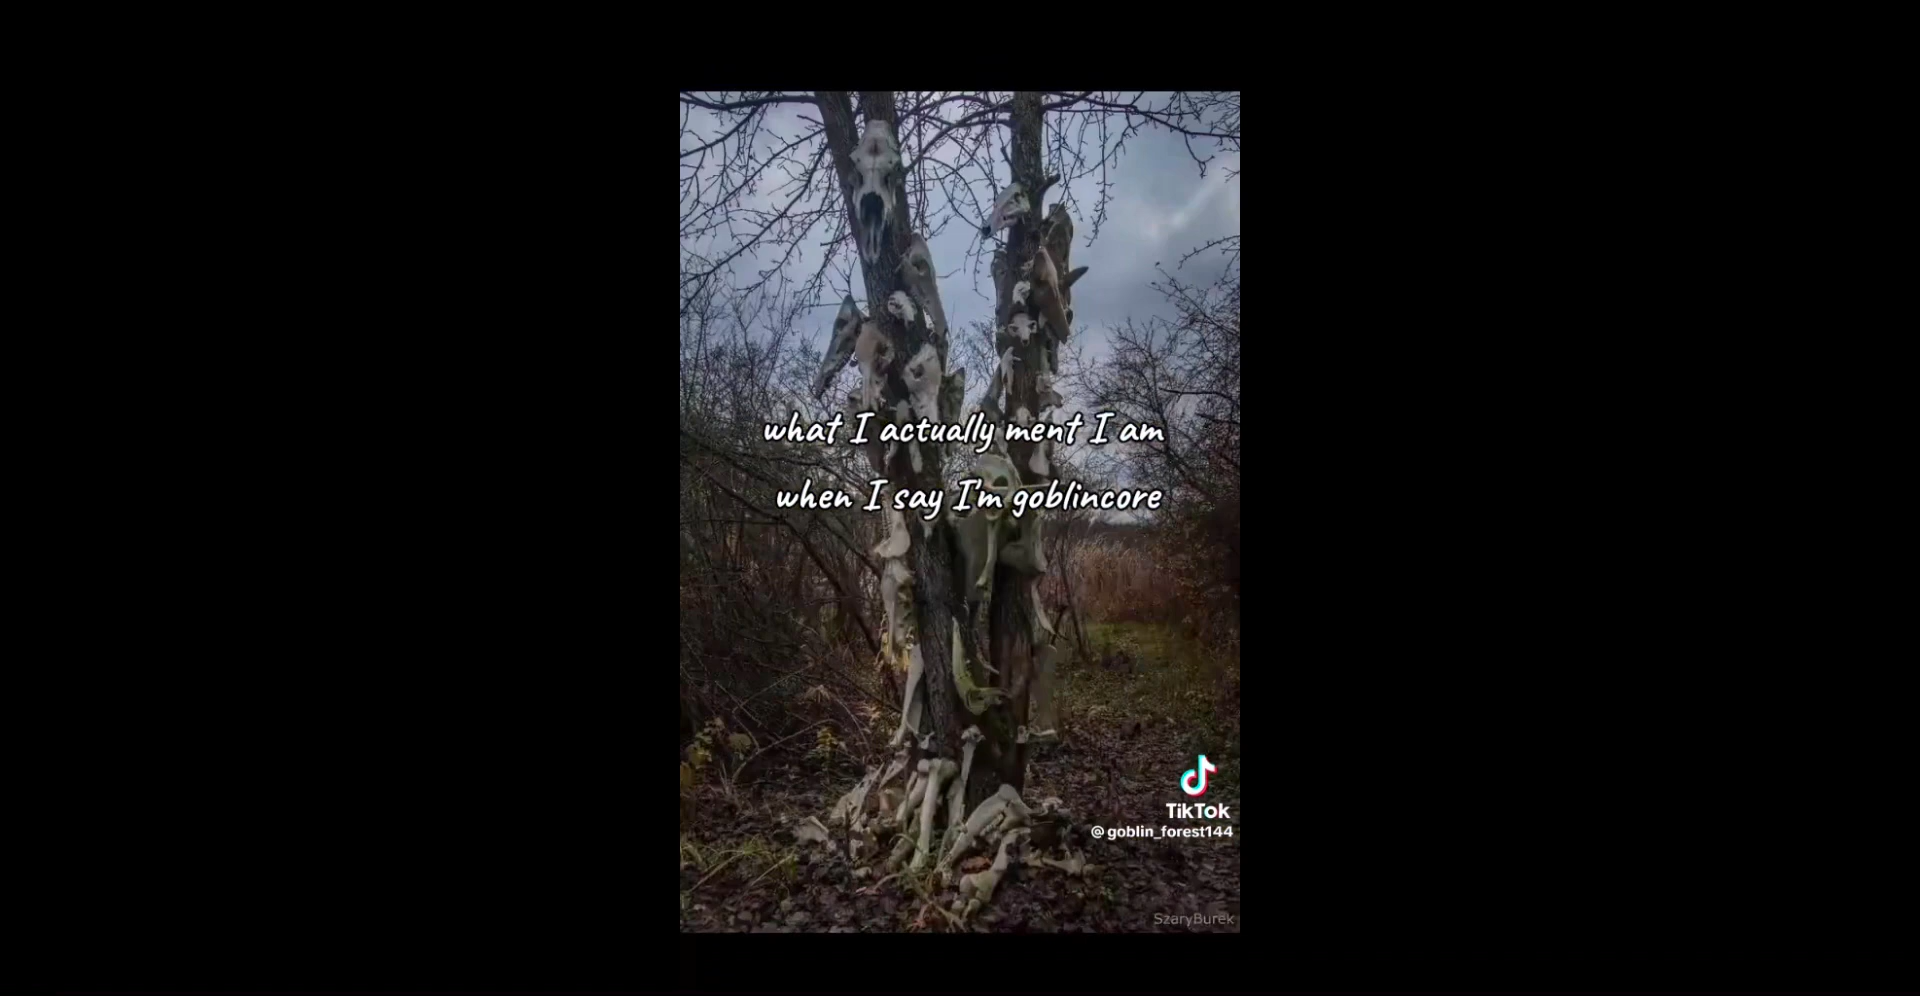 what I actually ment I am
when I say I'm goblincore
TikTok
@goblin_forest144
SzaryBurek